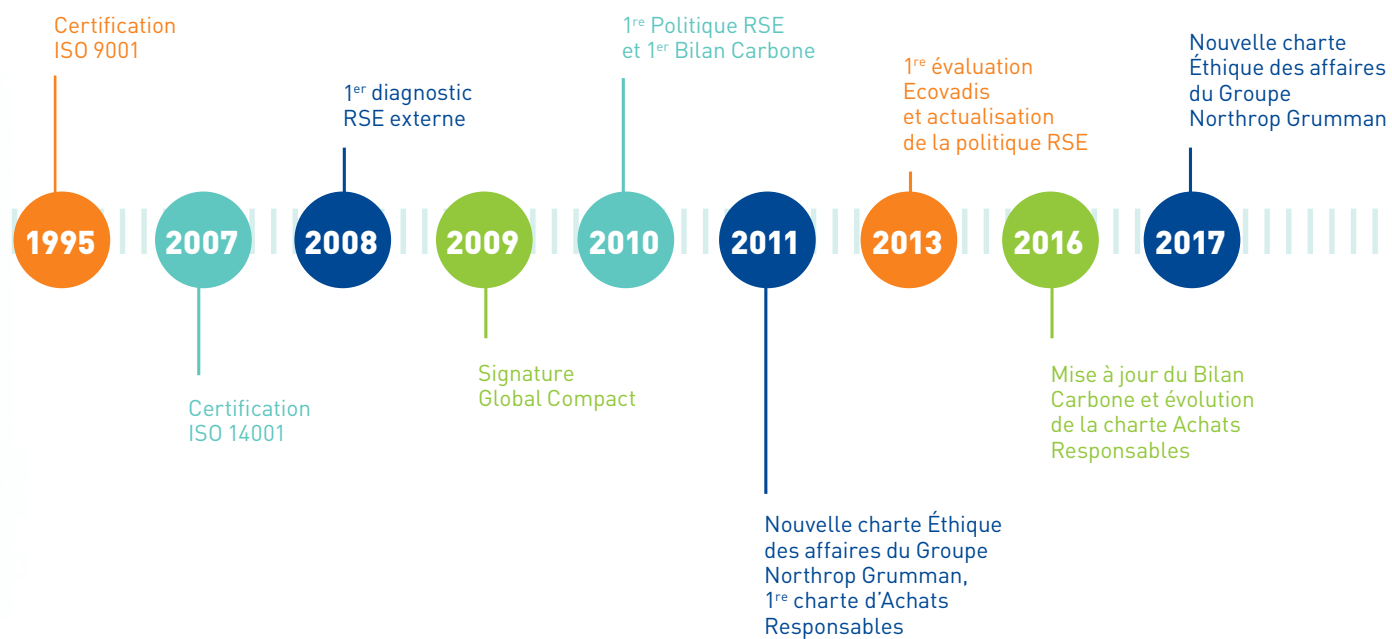 Certification
ISO 9001
1995
2007
Certification
ISO 14001
1er diagnostic
RSE externe
2008
2009
Signature
Global Compact
1re Politique RSE
et 1er Bilan Carbone
2010
2011
Nouvelle charte Éthique
des affaires du Groupe
Northrop Grumman,
1re charte d’Achats
Responsables
1re évaluation
Ecovadis
et actualisation
de la politique RSE
2013
2016
Mise à jour du Bilan
Carbone et évolution
de la charte Achats
Responsables
Nouvelle charte
Éthique des affaires
du Groupe
Northrop Grumman
2017